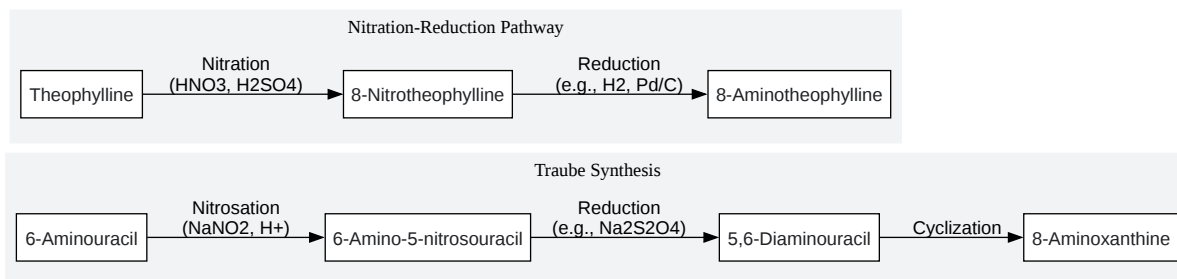 Nitration-Reduction Pathway
Nitration
(HNO3, H2SO4)
Reduction
(e.g., H2, Pd/C)
Theophylline
8-Nitrotheophylline
8-Aminotheophylline
Traube Synthesis
Nitrosation
(NaNO2, H+)
Reduction
(e.g., Na2S2O4)
Cyclization
6-Aminouracil
6-Amino-5-nitrosouracil
5,6-Diaminouracil
8-Aminoxanthine